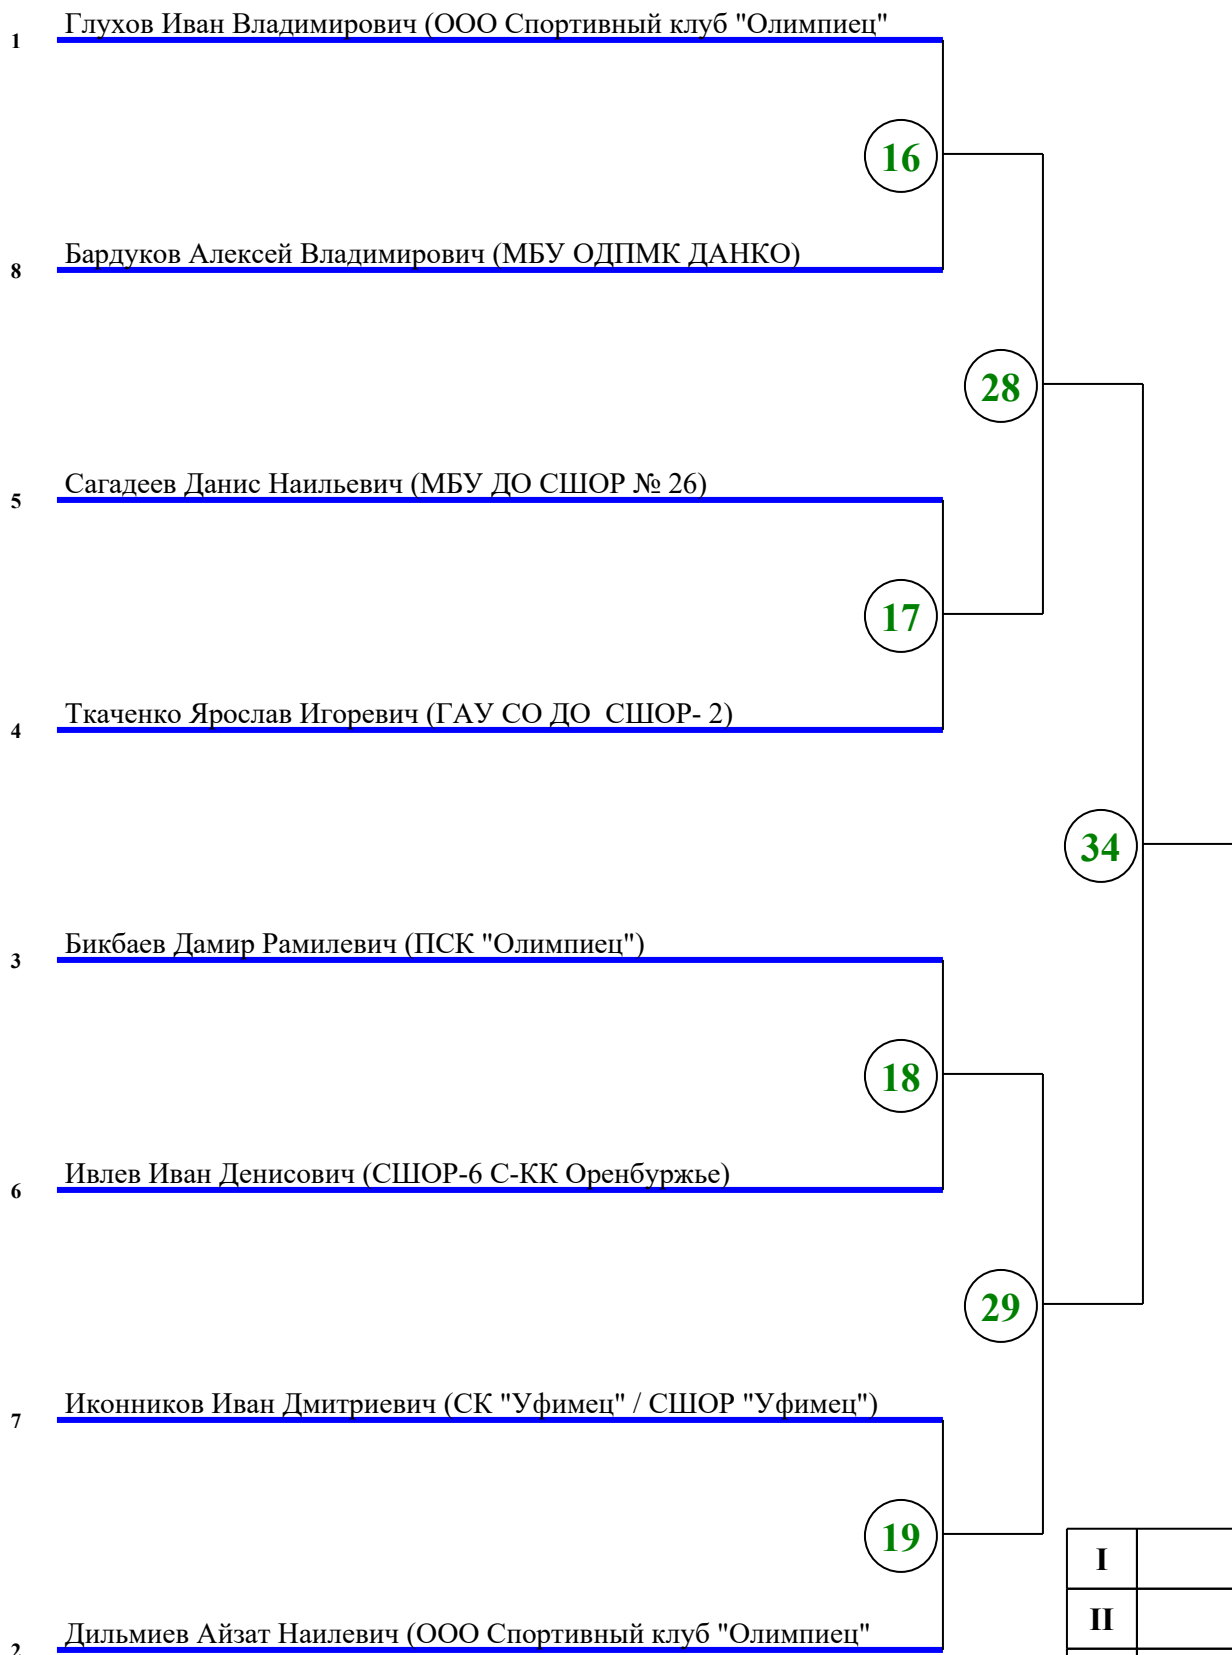 Глухов Иван Владимирович (ООО Спортивный клуб "Олимпиец"
1
16
Бардуков Алексей Владимирович (МБУ ОДПМК ДАНКО)
8
28
Сагадеев Данис Наильевич (МБУ ДО СШОР № 26)
5
17
Ткаченко Ярослав Игоревич (ГАУ СО ДО  СШОР- 2)
4
34
Бикбаев Дамир Рамилевич (ПСК "Олимпиец")
3
18
Ивлев Иван Денисович (СШОР-6 С-КК Оренбуржье)
6
29
Иконников Иван Дмитриевич (СК "Уфимец" / СШОР "Уфимец")
7
19
I
II
Дильмиев Айзат Наилевич (ООО Спортивный клуб "Олимпиец"
2